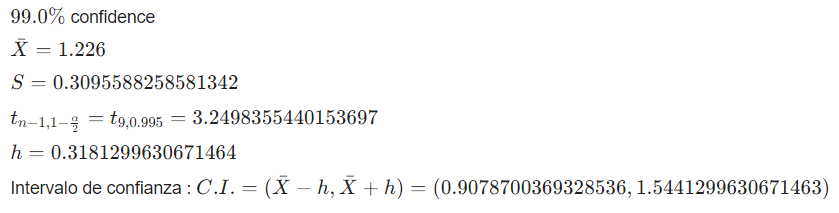 99.0% confidence
X̄ = 1.226
S = 0.3095588258581342
t_{n−1,1−α/2} = t_{9,0.995} = 3.2498355440153697
h = 0.3181299630671464
Intervalo de confianza : C.I. = (X̄ − h, X̄ + h) = (0.9078700369328536, 1.5441299630671463)